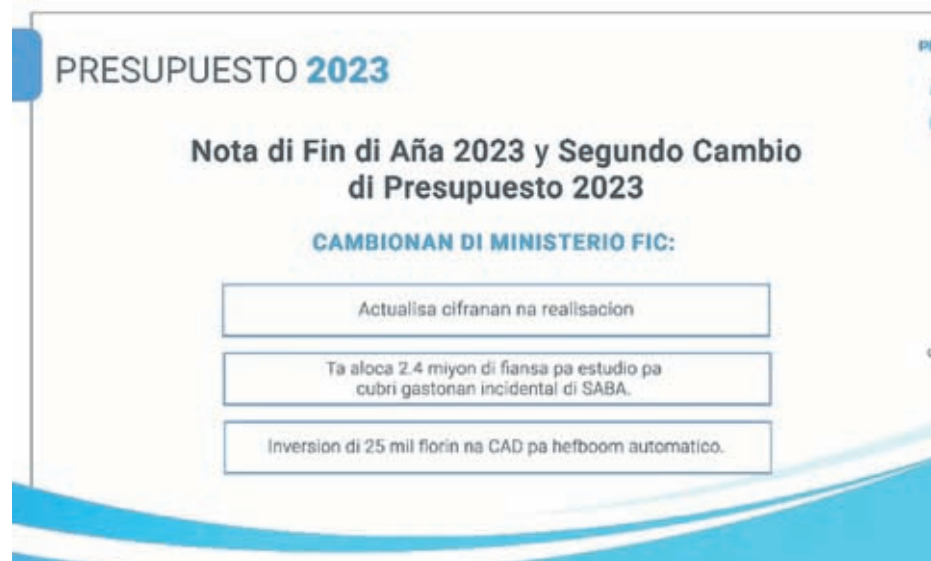 PRESUPUESTO 2023
Nota di Fin di Aña 2023 y Segundo Cambio
di Presupuesto 2023
CAMBIONAN DI MINISTERIO FIC:
Actualisa cifranan na realisacion
Ta aloca 2.4 miyon di fiansa pa estudio pa
cubri gastonan incidental di SABA.
Inversion di 25 mil florin na CAD pa hefboom automatico.